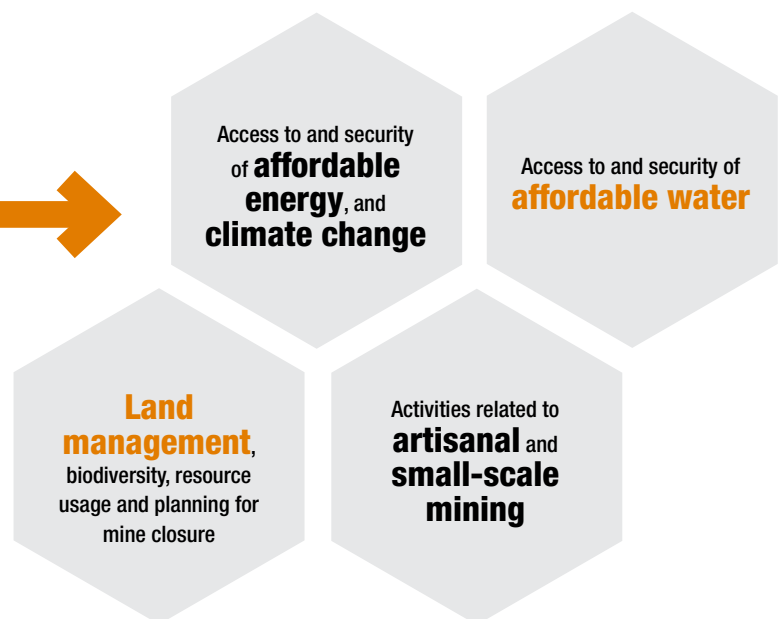 Access to and security
of affordable
energy, and
climate change
Access to and security of
affordable water
Land
management,
biodiversity, resource
usage and planning for
mine closure
Activities related to
artisanal and
small-scale
mining